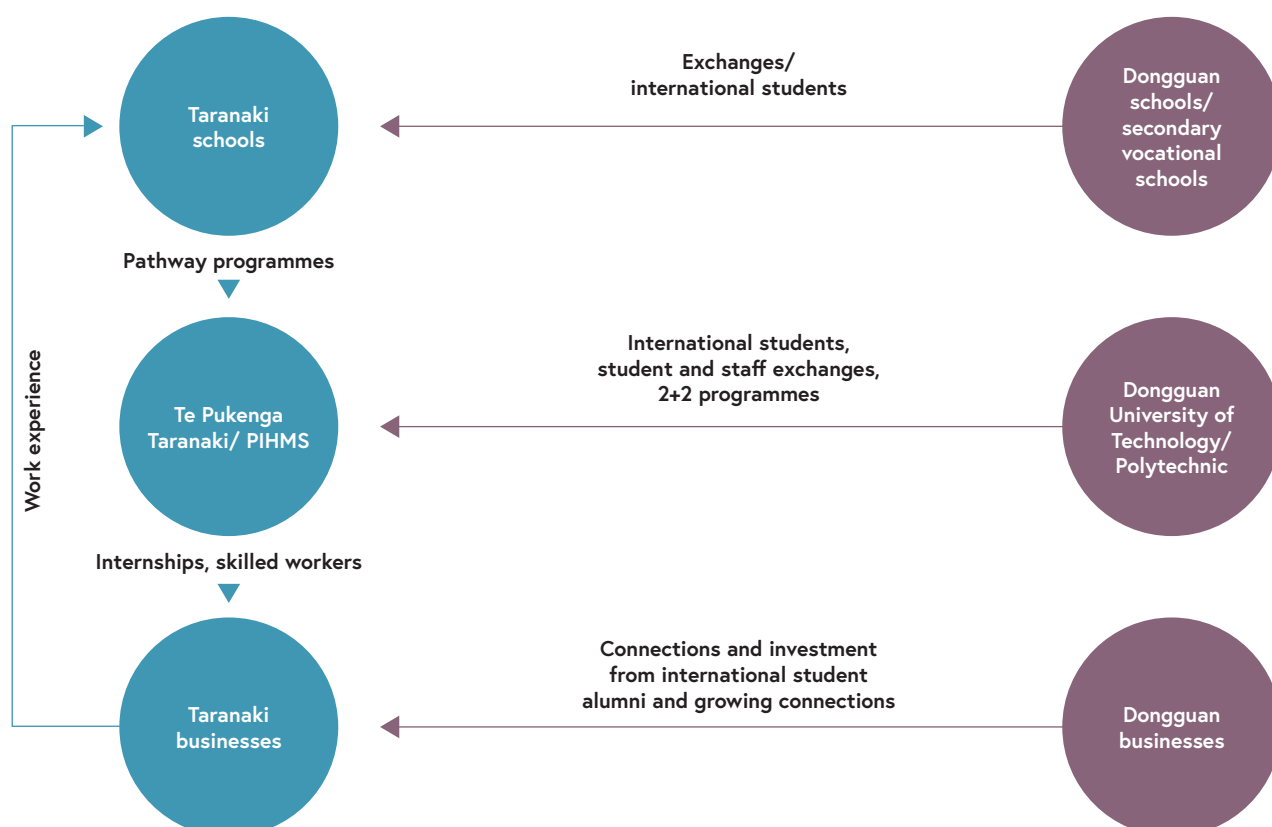 Taranaki
schools
Exchanges/
international students
Dongguan
schools/
secondary
vocational
schools
Pathway programmes
Work experience
Te Pukenga
Taranaki/ PIHMS
International students,
student and staff exchanges,
2+2 programmes
Dongguan
University of
Technology/
Polytechnic
Internships, skilled workers
Taranaki
businesses
Connections and investment
from international student
alumni and growing connections
Dongguan
businesses